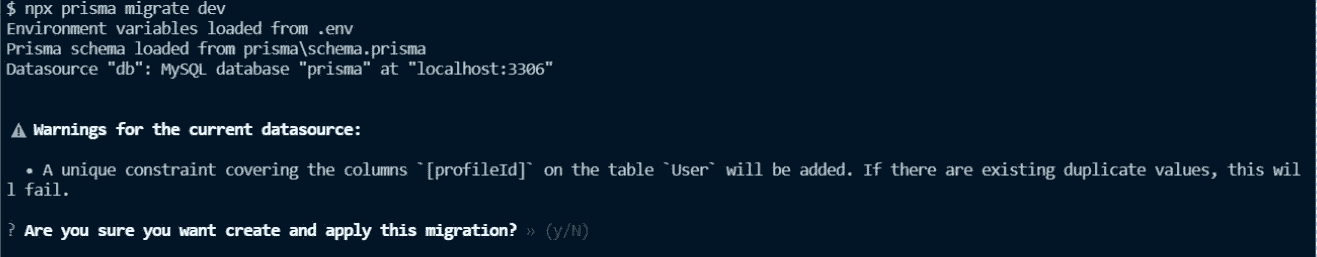 $ npx prisma migrate dev
Environment variables loaded from .env
Prisma schema loaded from prisma\schema.prisma
Datasource "db": MySQL database "prisma" at "localhost:3306"
⚠ Warnings for the current datasource:
• A unique constraint covering the columns `[profileId]` on the table `User` will be added. If there are existing duplicate values, this wil
l fail.
? Are you sure you want create and apply this migration? » (y/N)